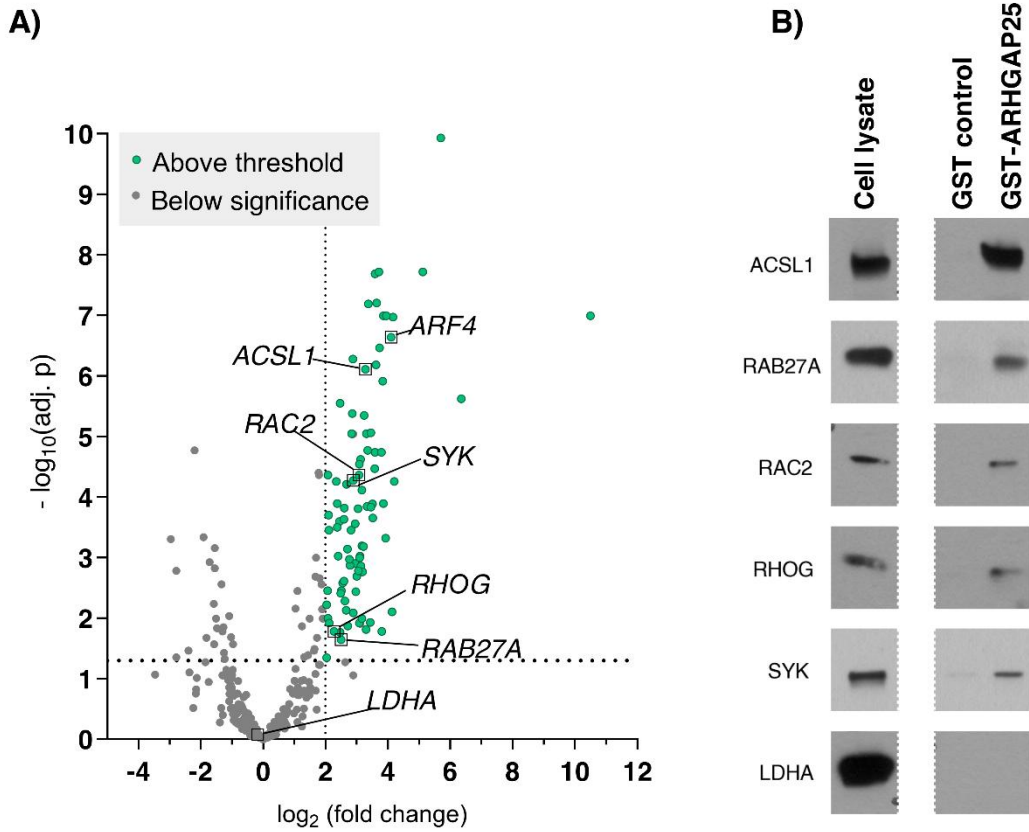 A)
- log10(adj. p)
10
9
8
7
6
5
4
3
2
1
0
Above threshold
Below significance
ARF4
ACSL1
RAC2
SYK
RHOG
RAB27A
LDHA
-4 -2 0 2 4 6 8 10 12
log2 (fold change)
B)
Cell lysate
GST control
GST-ARHGAP25
ACSL1
RAB27A
RAC2
RHOG
SYK
LDHA